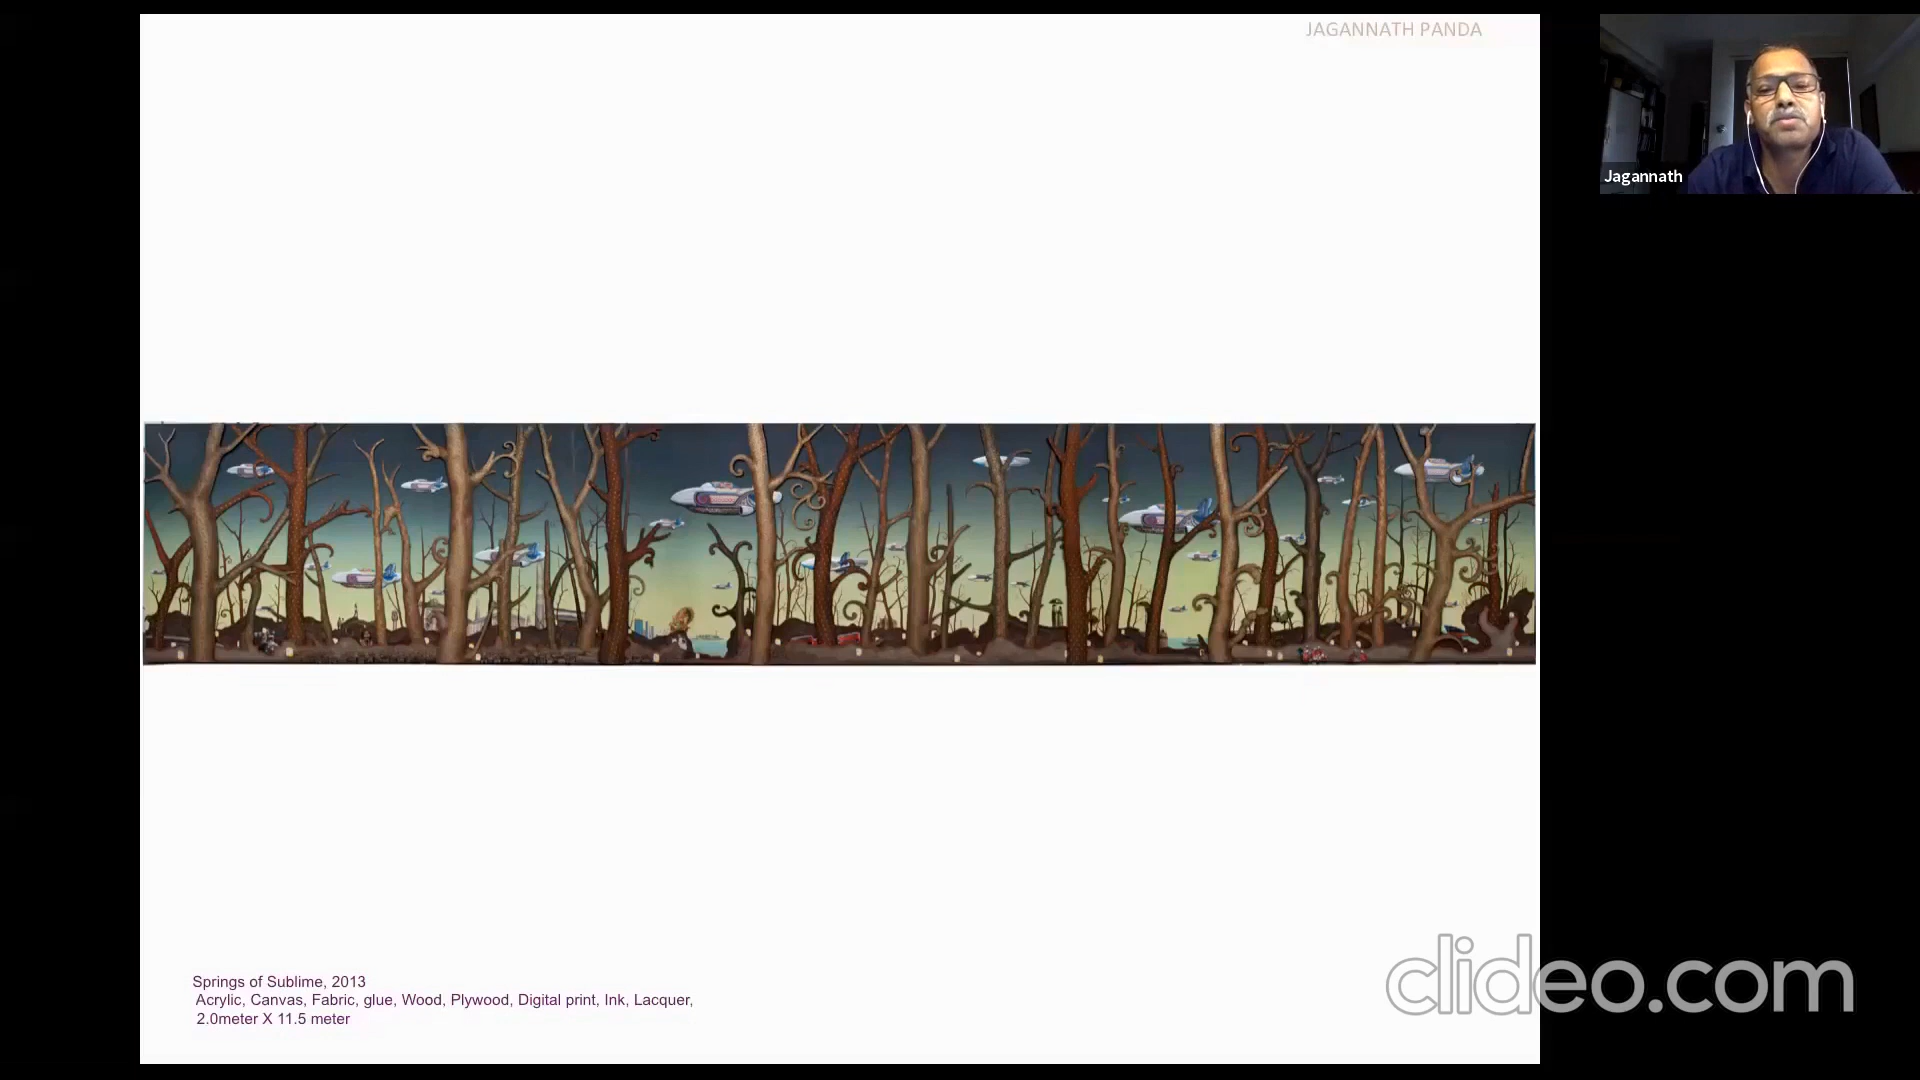 JAGANNATH PANDA
Jagannath
Springs of Sublime, 2013
Acrylic, Canvas, Fabric, glue, Wood, Plywood, Digital print, Ink, Lacquer,
2.0meter X 11.5 meter
clideo.com